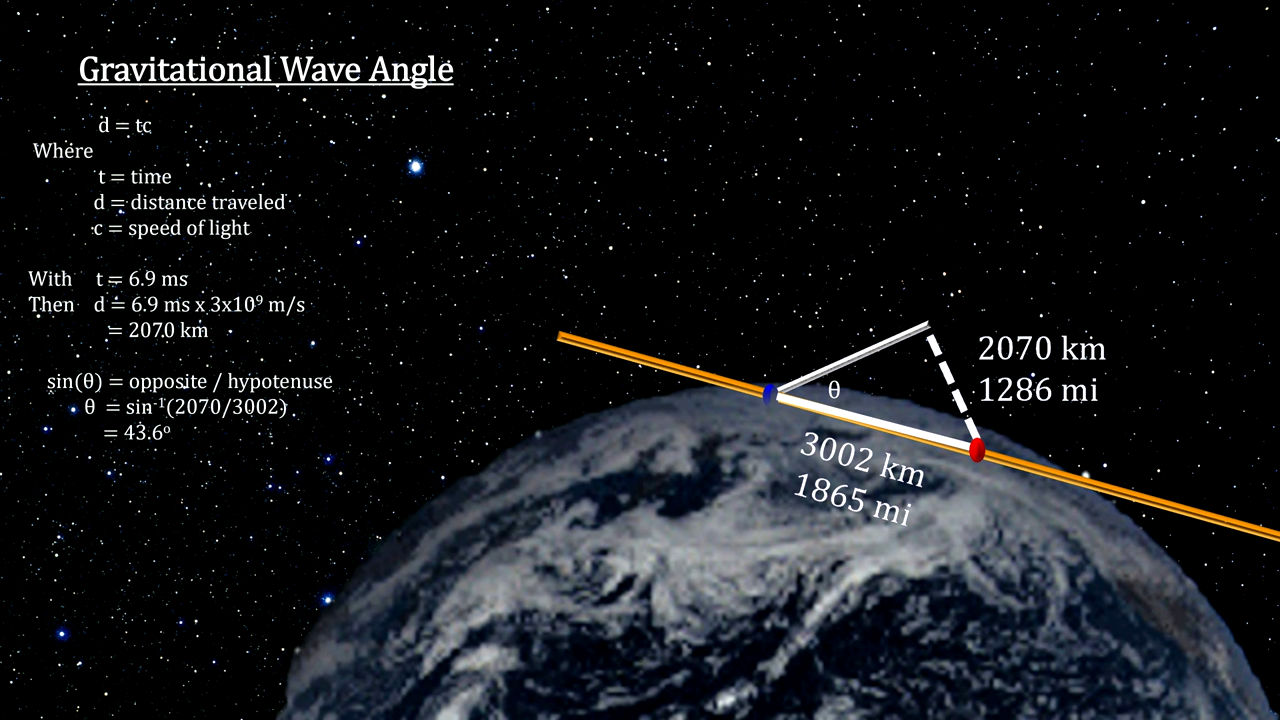 Gravitational Wave Angle
d = tc
Where
t = time
d = distance traveled
c = speed of light
With t = 6.9 ms
Then d = 6.9 ms x 3x10⁹ m/s
= 2070 km
sin(θ) = opposite / hypotenuse
θ = sin⁻¹(2070/3002)
= 43.6º
2070 km
1286 mi
θ
3002 km
1865 mi